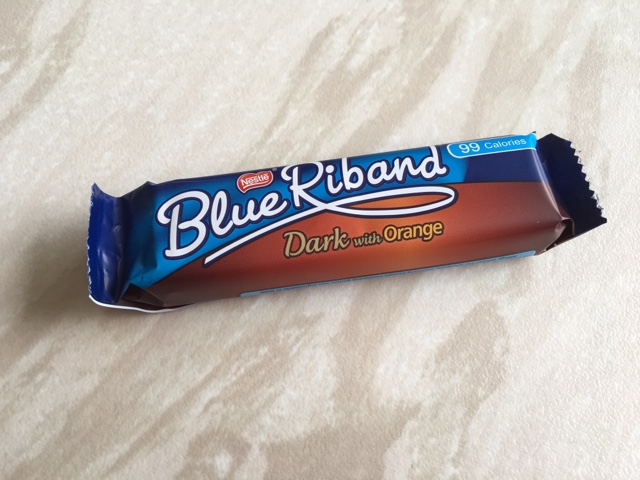 Nestlé
Blue Riband
99 Calories
Dark with Orange